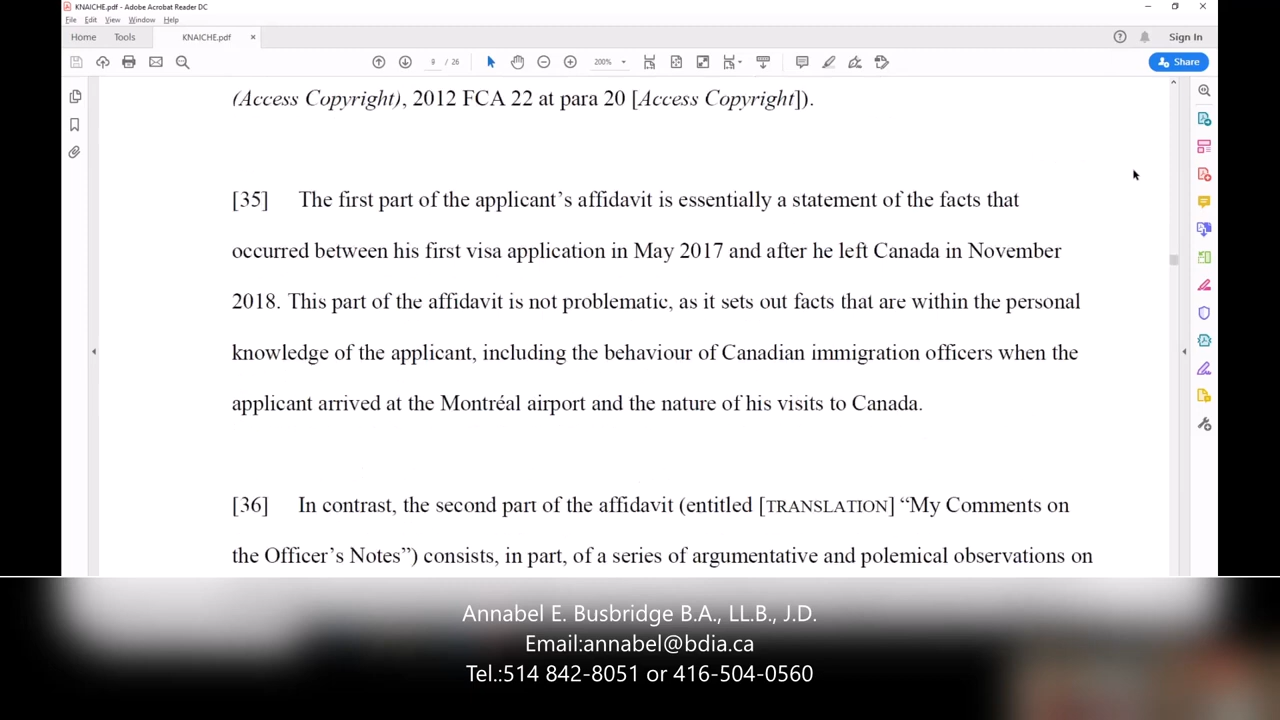 KNAICHE.pdf - Adobe Acrobat Reader DC
File Edit View Window Help
Home Tools KNAICHE.pdf × Sign In
9 / 26 200% Share
(Access Copyright), 2012 FCA 22 at para 20 [Access Copyright]).
[35] The first part of the applicant's affidavit is essentially a statement of the facts that
occurred between his first visa application in May 2017 and after he left Canada in November
2018. This part of the affidavit is not problematic, as it sets out facts that are within the personal
knowledge of the applicant, including the behaviour of Canadian immigration officers when the
applicant arrived at the Montréal airport and the nature of his visits to Canada.
[36] In contrast, the second part of the affidavit (entitled [TRANSLATION] “My Comments on
the Officer's Notes”) consists, in part, of a series of argumentative and polemical observations on
Annabel E. Busbridge B.A., LL.B., J.D.
Email:annabel@bdia.ca
Tel.:514 842-8051 or 416-504-0560